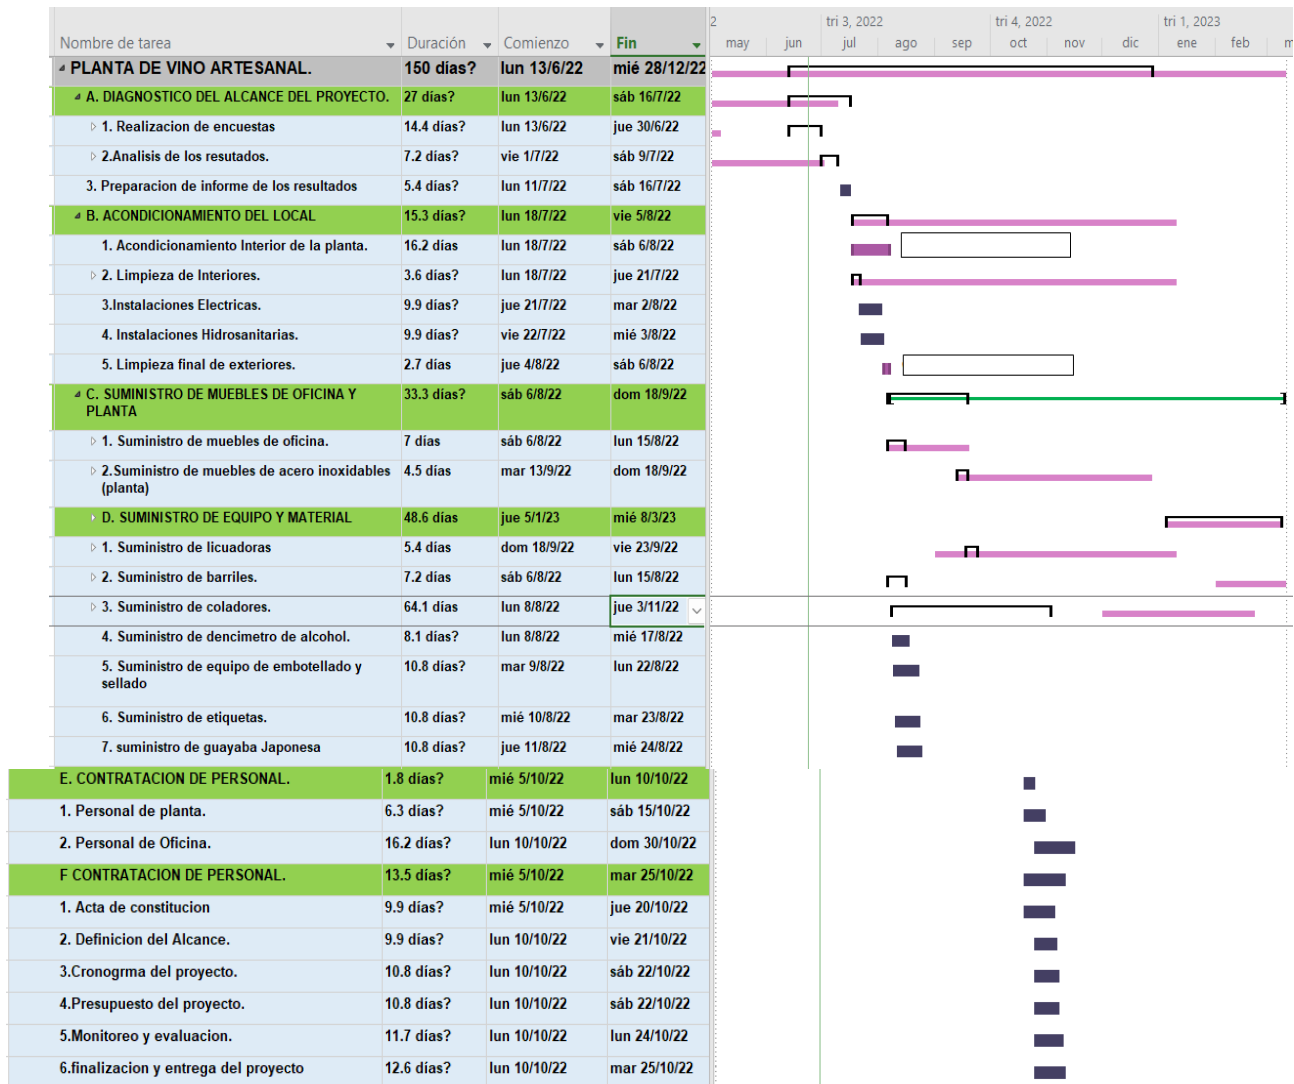 2 tri 3, 2022 tri 4, 2022 tri 1, 2023
Nombre de tarea Duración Comienzo Fin may jun jul ago sep oct nov dic ene feb m
PLANTA DE VINO ARTESANAL. 150 días? lun 13/6/22 mié 28/12/22
A. DIAGNOSTICO DEL ALCANCE DEL PROYECTO. 27 días? lun 13/6/22 sáb 16/7/22
1. Realizacion de encuestas 14.4 días? lun 13/6/22 jue 30/6/22
2.Analisis de los resutados. 7.2 días? vie 1/7/22 sáb 9/7/22
3. Preparacion de informe de los resultados 5.4 días? lun 11/7/22 sáb 16/7/22
B. ACONDICIONAMIENTO DEL LOCAL 15.3 días? lun 18/7/22 vie 5/8/22
1. Acondicionamiento Interior de la planta. 16.2 días lun 18/7/22 sáb 6/8/22
2. Limpieza de Interiores. 3.6 días? lun 18/7/22 jue 21/7/22
3.Instalaciones Electricas. 9.9 días? jue 21/7/22 mar 2/8/22
4. Instalaciones Hidrosanitarias. 9.9 días? vie 22/7/22 mié 3/8/22
5. Limpieza final de exteriores. 2.7 días jue 4/8/22 sáb 6/8/22
C. SUMINISTRO DE MUEBLES DE OFICINA Y 33.3 días? sáb 6/8/22 dom 18/9/22
PLANTA
1. Suministro de muebles de oficina. 7 días sáb 6/8/22 lun 15/8/22
2.Suministro de muebles de acero inoxidables 4.5 días mar 13/9/22 dom 18/9/22
(planta)
D. SUMINISTRO DE EQUIPO Y MATERIAL 48.6 días jue 5/1/23 mié 8/3/23
1. Suministro de licuadoras 5.4 días dom 18/9/22 vie 23/9/22
2. Suministro de barriles. 7.2 días sáb 6/8/22 lun 15/8/22
3. Suministro de coladores. 64.1 días lun 8/8/22 jue 3/11/22
4. Suministro de dencimetro de alcohol. 8.1 días? lun 8/8/22 mié 17/8/22
5. Suministro de equipo de embotellado y 10.8 días? mar 9/8/22 lun 22/8/22
sellado
6. Suministro de etiquetas. 10.8 días? mié 10/8/22 mar 23/8/22
7. suministro de guayaba Japonesa 10.8 días? jue 11/8/22 mié 24/8/22
E. CONTRATACION DE PERSONAL. 1.8 días? mié 5/10/22 lun 10/10/22
1. Personal de planta. 6.3 días? mié 5/10/22 sáb 15/10/22
2. Personal de Oficina. 16.2 días? lun 10/10/22 dom 30/10/22
F CONTRATACION DE PERSONAL. 13.5 días? mié 5/10/22 mar 25/10/22
1. Acta de constitucion 9.9 días? mié 5/10/22 jue 20/10/22
2. Definicion del Alcance. 9.9 días? lun 10/10/22 vie 21/10/22
3.Cronogrma del proyecto. 10.8 días? lun 10/10/22 sáb 22/10/22
4.Presupuesto del proyecto. 10.8 días? lun 10/10/22 sáb 22/10/22
5.Monitoreo y evaluacion. 11.7 días? lun 10/10/22 lun 24/10/22
6.finalizacion y entrega del proyecto 12.6 días? lun 10/10/22 mar 25/10/22